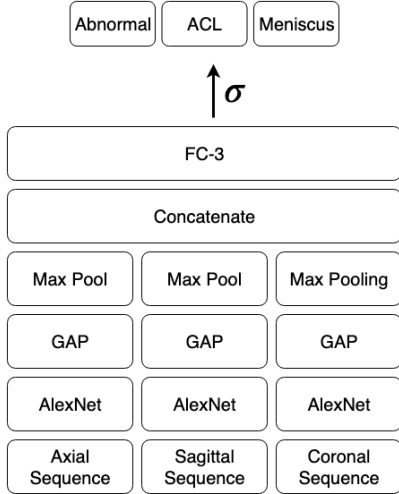 Abnormal ACL Meniscus
σ
FC-3
Concatenate
Max Pool Max Pool Max Pooling
GAP GAP GAP
AlexNet AlexNet AlexNet
Axial Sagittal Coronal
Sequence Sequence Sequence